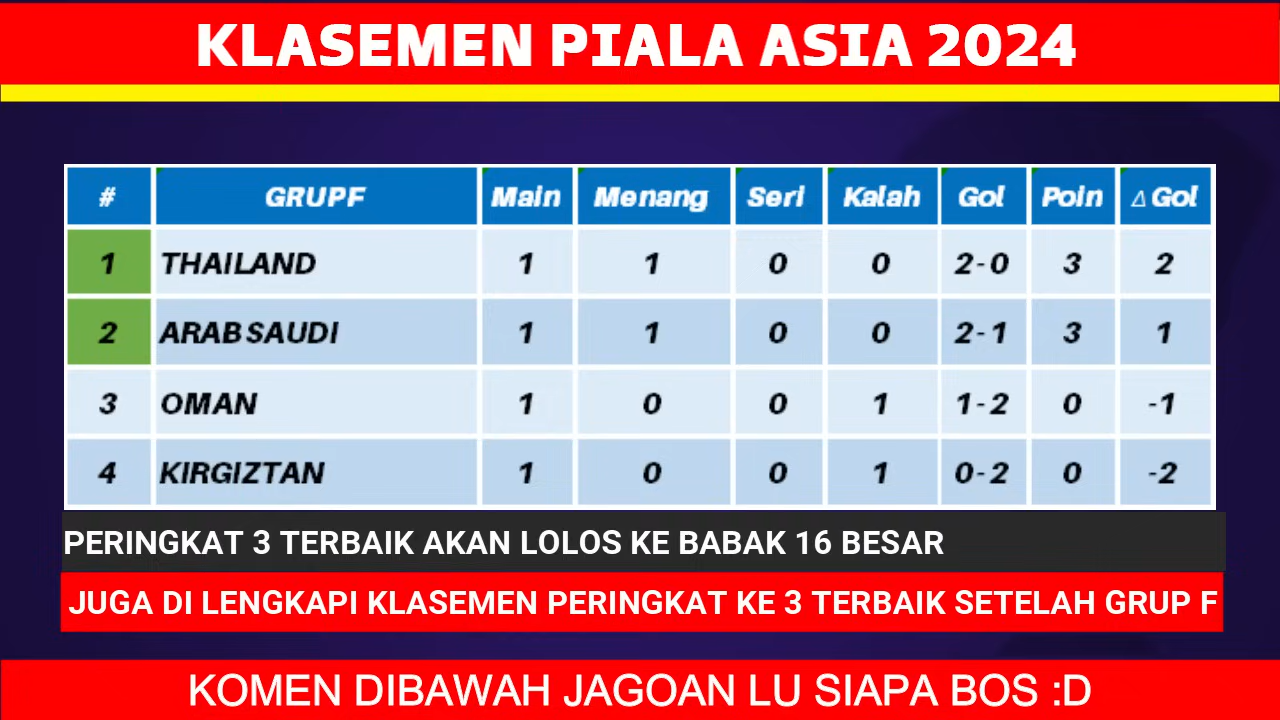 KLASEMEN PIALA ASIA 2024
# GRUPF Main Menang Seri Kalah Gol Poin Δ Gol
1 THAILAND 1 1 0 0 2-0 3 2
2 ARAB SAUDI 1 1 0 0 2-1 3 1
3 OMAN 1 0 0 1 1-2 0 -1
4 KIRGIZTAN 1 0 0 1 0-2 0 -2
PERINGKAT 3 TERBAIK AKAN LOLOS KE BABAK 16 BESAR
JUGA DI LENGKAPI KLASEMEN PERINGKAT KE 3 TERBAIK SETELAH GRUP F
KOMEN DIBAWAH JAGOAN LU SIAPA BOS :D